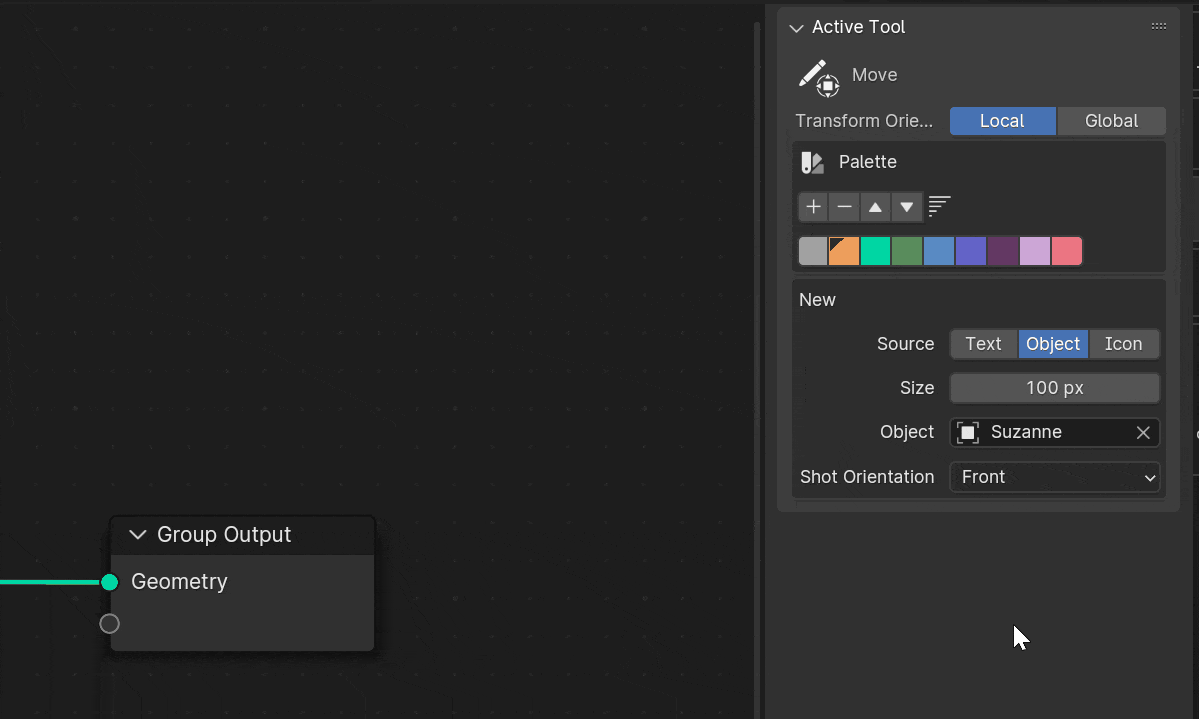 Active Tool
Move
Transform Orie... Local Global
Palette
New
Source Text Object Icon
Size 100 px
Object Suzanne
Shot Orientation Front
Group Output
Geometry